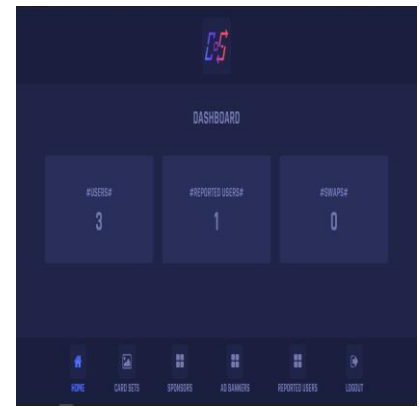 DASHBOARD
#USERS# #REPORTED USERS# #SWAPS#
3 1 0
HOME CARD SETS SPONSORS AD BANNERS REPORTED USERS LOGOUT